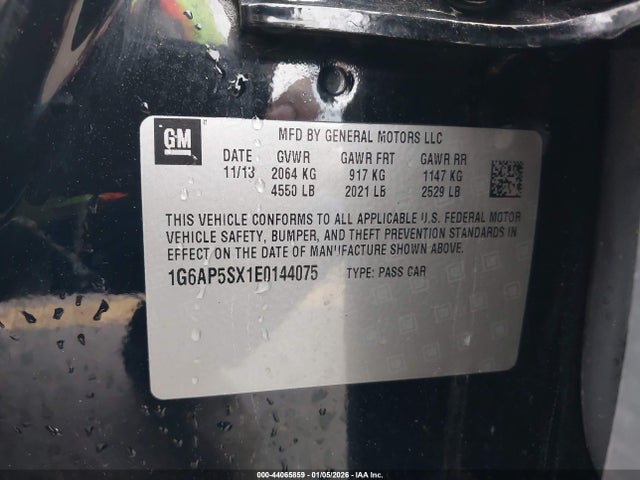 GM
MFD BY GENERAL MOTORS LLC
DATE GVWR GAWR FRT GAWR RR
11/13 2064 KG 917 KG 1147 KG
4550 LB 2021 LB 2529 LB
THIS VEHICLE CONFORMS TO ALL APPLICABLE U.S. FEDERAL MOTOR
VEHICLE SAFETY, BUMPER, AND THEFT PREVENTION STANDARDS IN
EFFECT ON THE DATE OF MANUFACTURE SHOWN ABOVE.
1G6AP5SX1E0144075 TYPE: PASS CAR
000-44065859 - 01/05/2026 - IAA Inc.